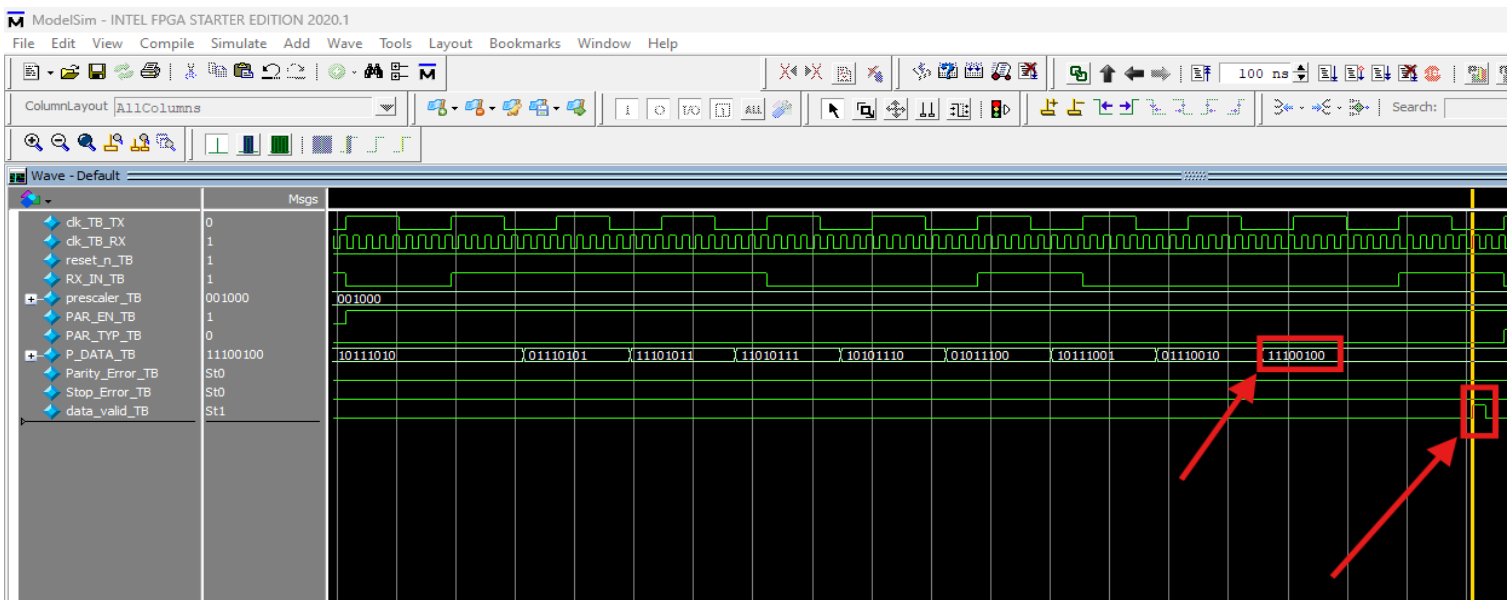 ModelSim - INTEL FPGA STARTER EDITION 2020.1
File Edit View Compile Simulate Add Wave Tools Layout Bookmarks Window Help
100 ns
ColumnLayout AllColumns
Search:
Wave - Default
Msgs
clk_TB_TX 0
clk_TB_RX 1
reset_n_TB 1
RX_IN_TB 1
prescaler_TB 001000 001000
PAR_EN_TB 1
PAR_TYP_TB 0
P_DATA_TB 11100100 10111010 01110101 11101011 11010111 10101110 01011100 10111001 01110010 11100100
Parity_Error_TB St0
Stop_Error_TB St0
data_valid_TB St1